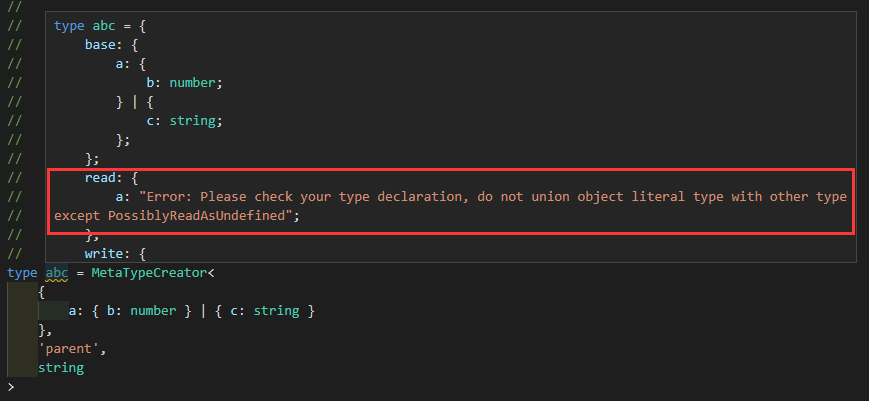 //
//    type abc = {
//        base: {
//            a: {
//                b: number;
//            } | {
//                c: string;
//            };
//        };
//        read: {
//            a: "Error: Please check your type declaration, do not union object literal type with other type
//    except PossiblyReadAsUndefined";
//        };
//        write: {
type abc = MetaTypeCreator<
    {
        a: { b: number } | { c: string }
    },
    'parent',
    string
>